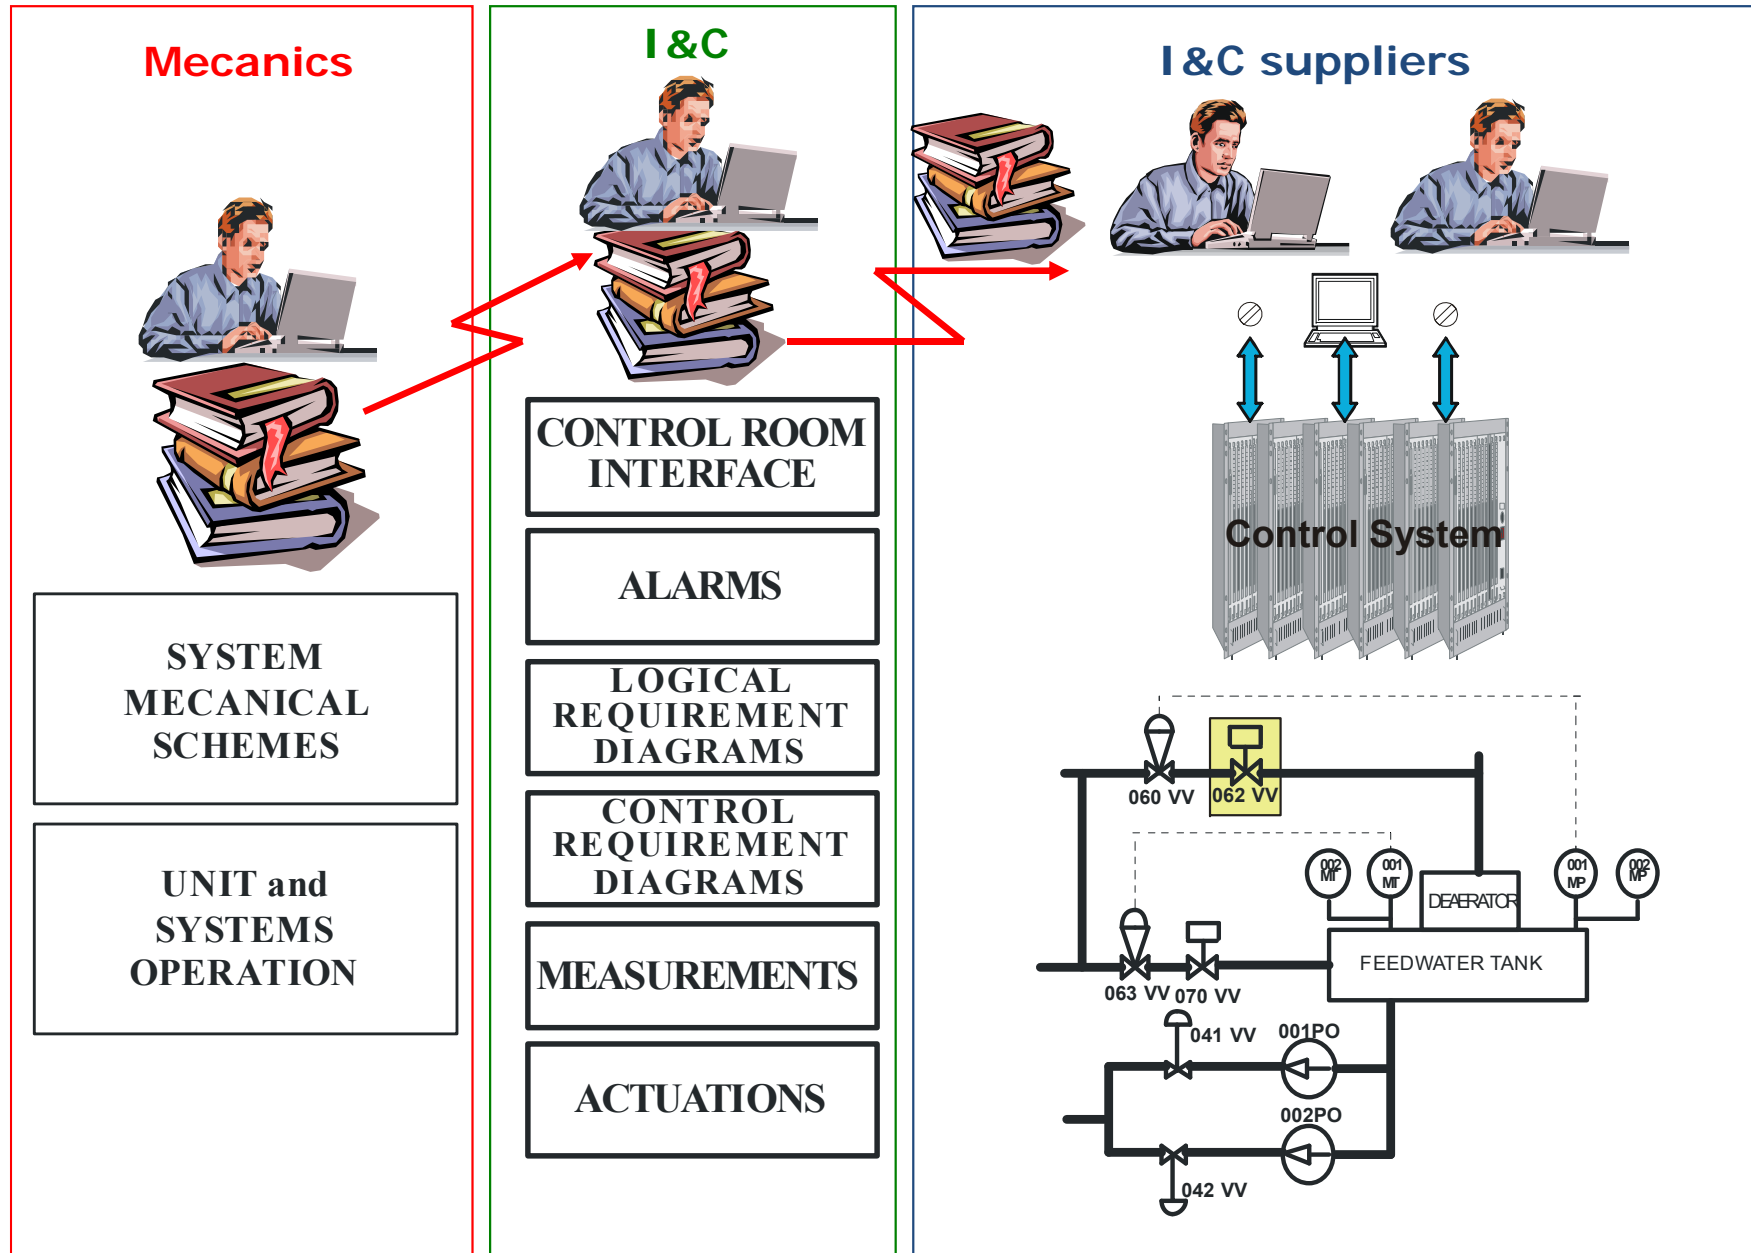 Mecanics
SYSTEM
MECANICAL
SCHEMES
UNIT and
SYSTEMS
OPERATION
I&C
CONTROL ROOM
INTERFACE
ALARMS
LOGICAL
REQUIREMENT
DIAGRAMS
CONTROL
REQUIREMENT
DIAGRAMS
MEASUREMENTS
ACTUATIONS
I&C suppliers
Control System
060 VV
062 VV
002
MT
001
MT
001
MP
002
MP
DEAERATOR
FEEDWATER TANK
063 VV
070 VV
041 VV
001PO
002PO
042 VV